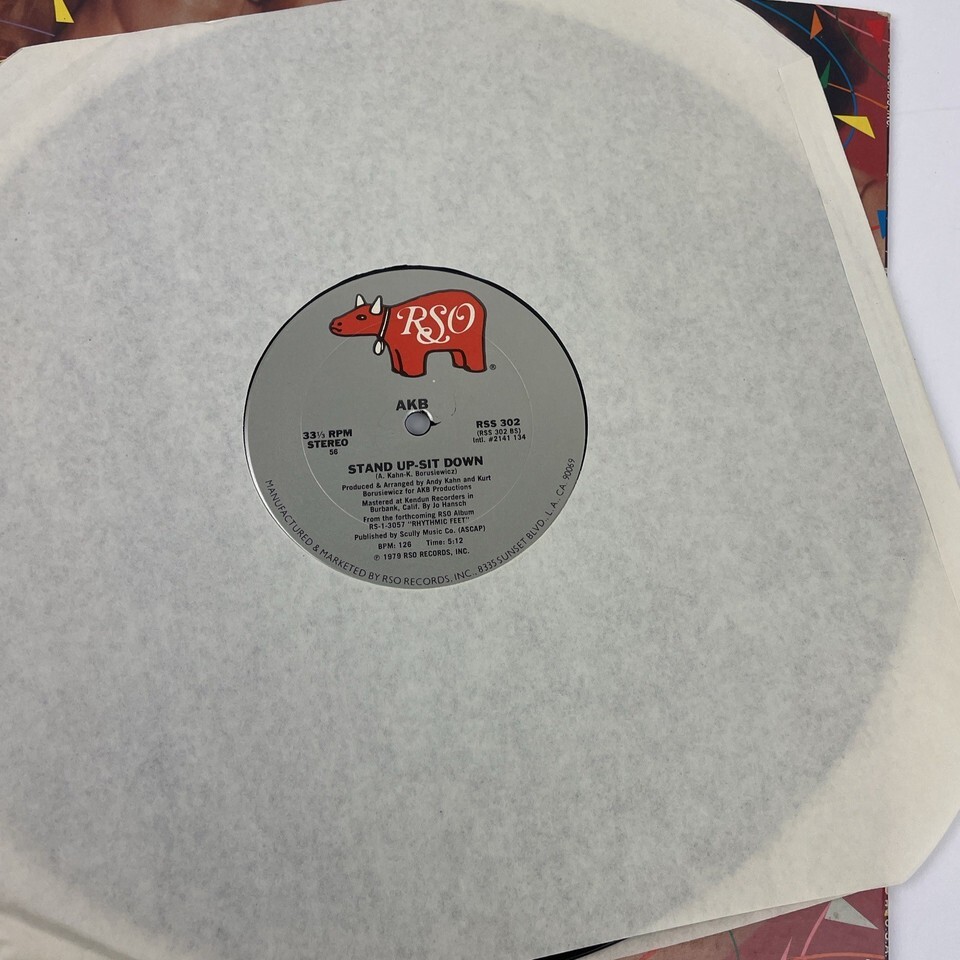 RSO
®
AKB
33⅓ RPM
STEREO
56
RSS 302
(RSS 302 BS)
Intl. #2141 134
STAND UP-SIT DOWN
(A. Kahn-K. Borusiewicz)
Produced & Arranged by Andy Kahn and Kurt
Borusiewicz for AKB Productions
Mastered at Kendun Recorders in
Burbank, Calif. By Jo Hansch
From the forthcoming RSO Album
RS-1-3057 "RHYTHMIC FEET"
Published by Scully Music Co. (ASCAP)
BPM: 126 Time: 5:12
℗ 1979 RSO RECORDS, INC.
MANUFACTURED & MARKETED BY RSO RECORDS, INC., 8335 SUNSET BLVD., L.A., CA. 90069